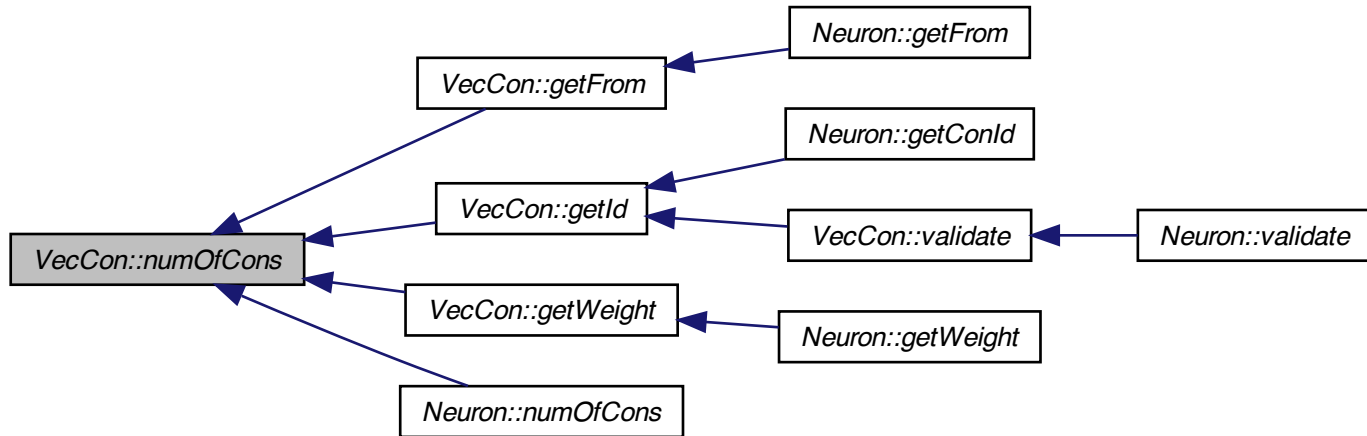 Neuron::getFrom
VecCon::getFrom
Neuron::getConId
VecCon::getId
VecCon::validate
Neuron::validate
VecCon::numOfCons
VecCon::getWeight
Neuron::getWeight
Neuron::numOfCons